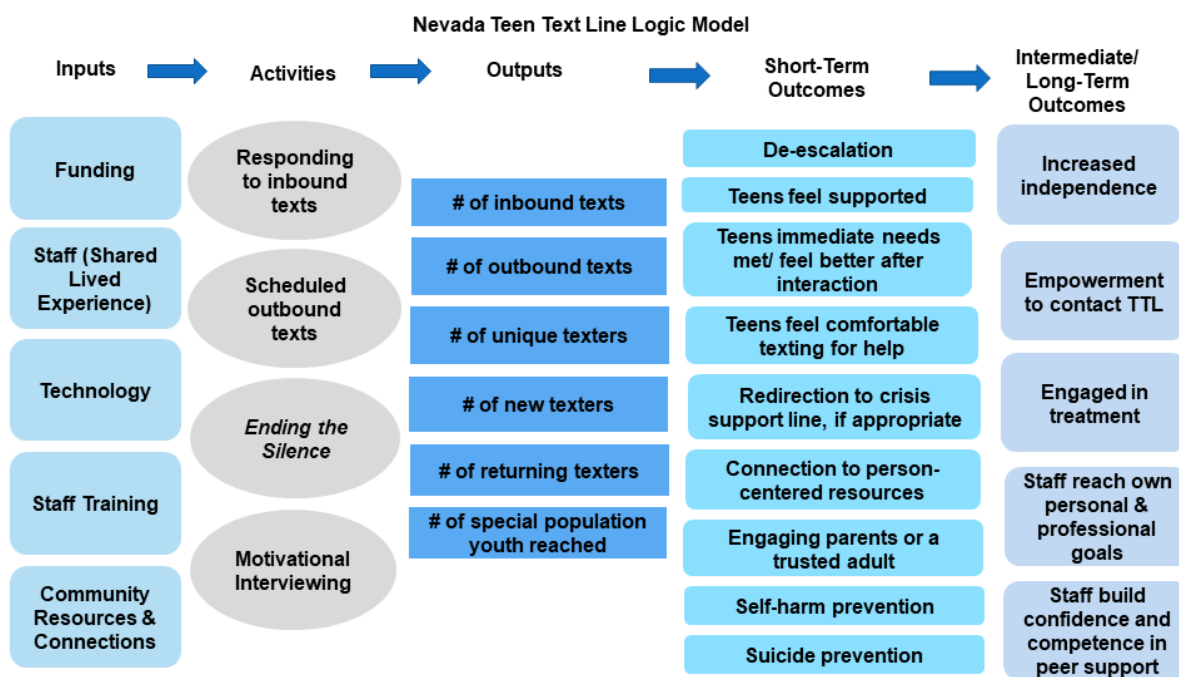 Nevada Teen Text Line Logic Model
Inputs
Activities
Outputs
Short-Term
Outcomes
Intermediate/
Long-Term
Outcomes
Funding
Staff (Shared
Lived
Experience)
Technology
Staff Training
Community
Resources &
Connections
Responding
to inbound
texts
Scheduled
outbound
texts
Ending the
Silence
Motivational
Interviewing
# of inbound texts
# of outbound texts
# of unique texters
# of new texters
# of returning texters
# of special population
youth reached
De-escalation
Teens feel supported
Teens immediate needs
met/ feel better after
interaction
Teens feel comfortable
texting for help
Redirection to crisis
support line, if appropriate
Connection to person-
centered resources
Engaging parents or a
trusted adult
Self-harm prevention
Suicide prevention
Increased
independence
Empowerment
to contact TTL
Engaged in
treatment
Staff reach own
personal &
professional
goals
Staff build
confidence and
competence in
peer support